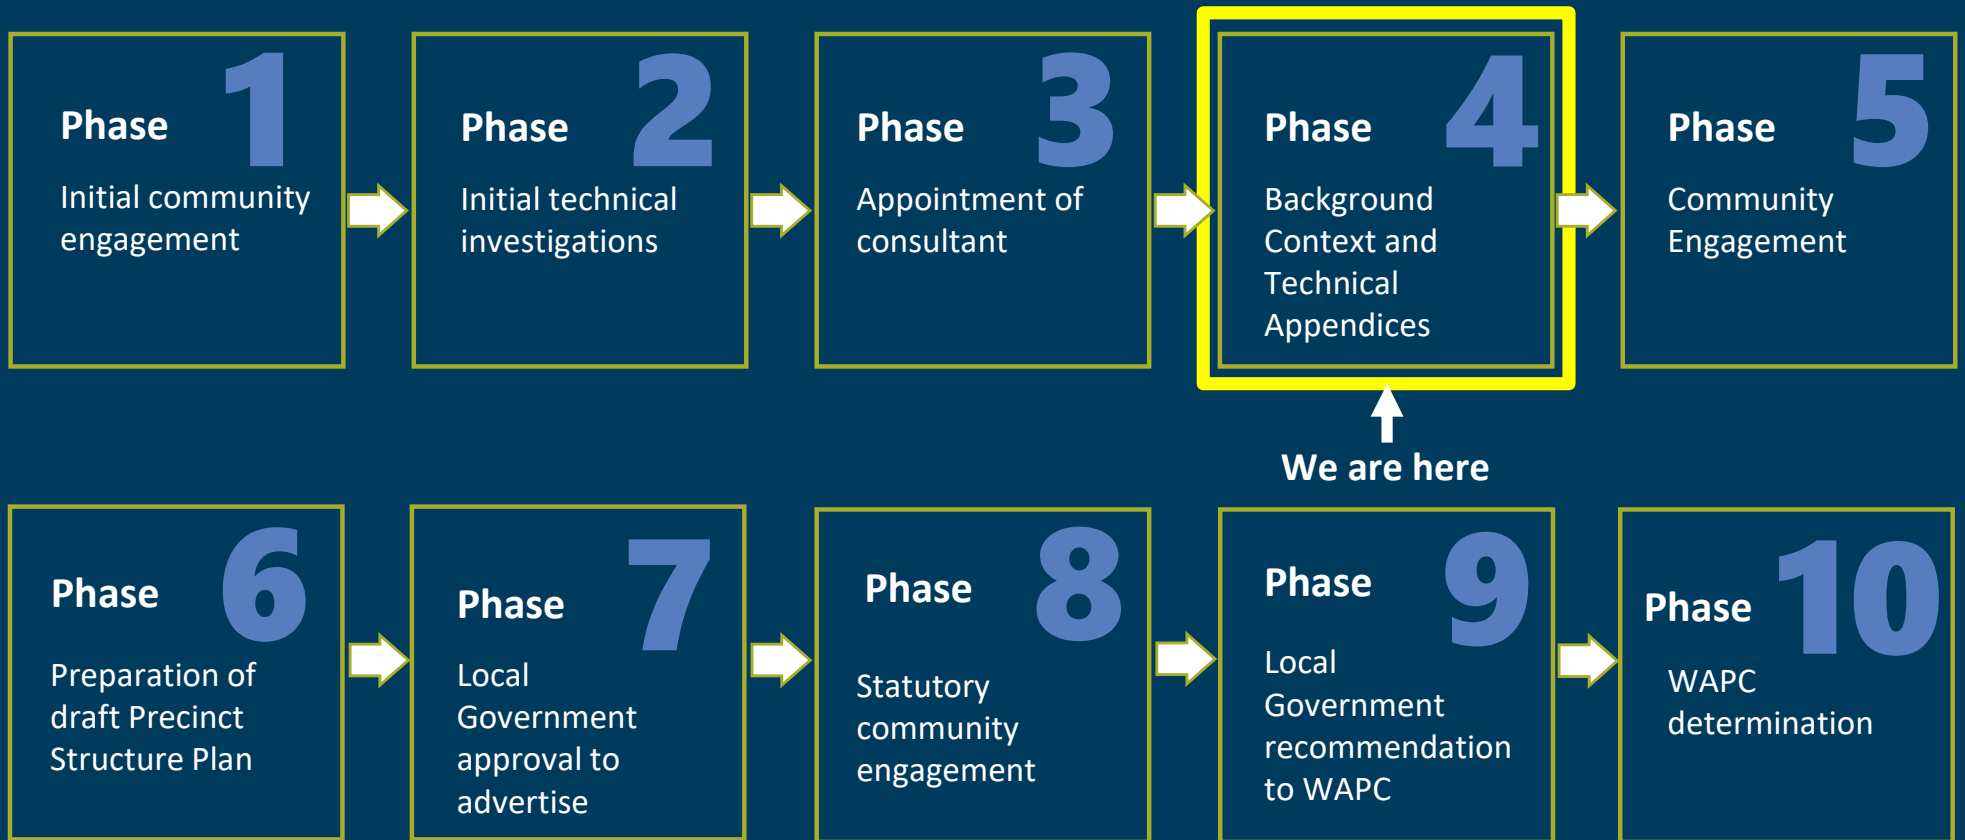 Phase 1
Initial community
engagement
Phase 2
Initial technical
investigations
Phase 3
Appointment of
consultant
Phase 4
Background
Context and
Technical
Appendices
Phase 5
Community
Engagement
We are here
Phase 6
Preparation of
draft Precinct
Structure Plan
Phase 7
Local
Government
approval to
advertise
Phase 8
Statutory
community
engagement
Phase 9
Local
Government
recommendation
to WAPC
Phase 10
WAPC
determination